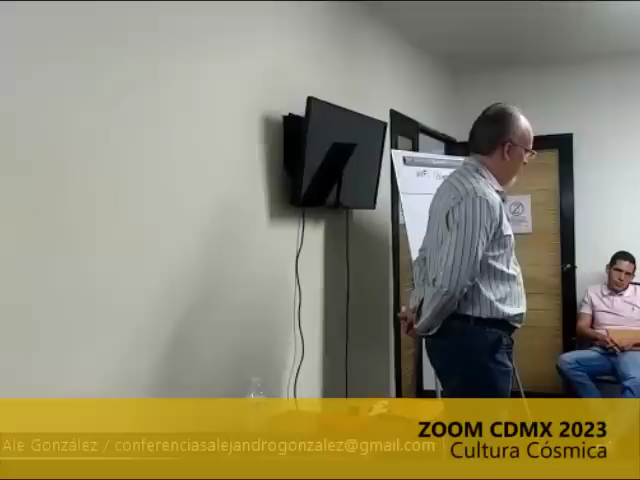 ZOOM CDMX 2023
Ale González / conferenciasalejandrogonzalez@gmail.com
Cultura Cósmica